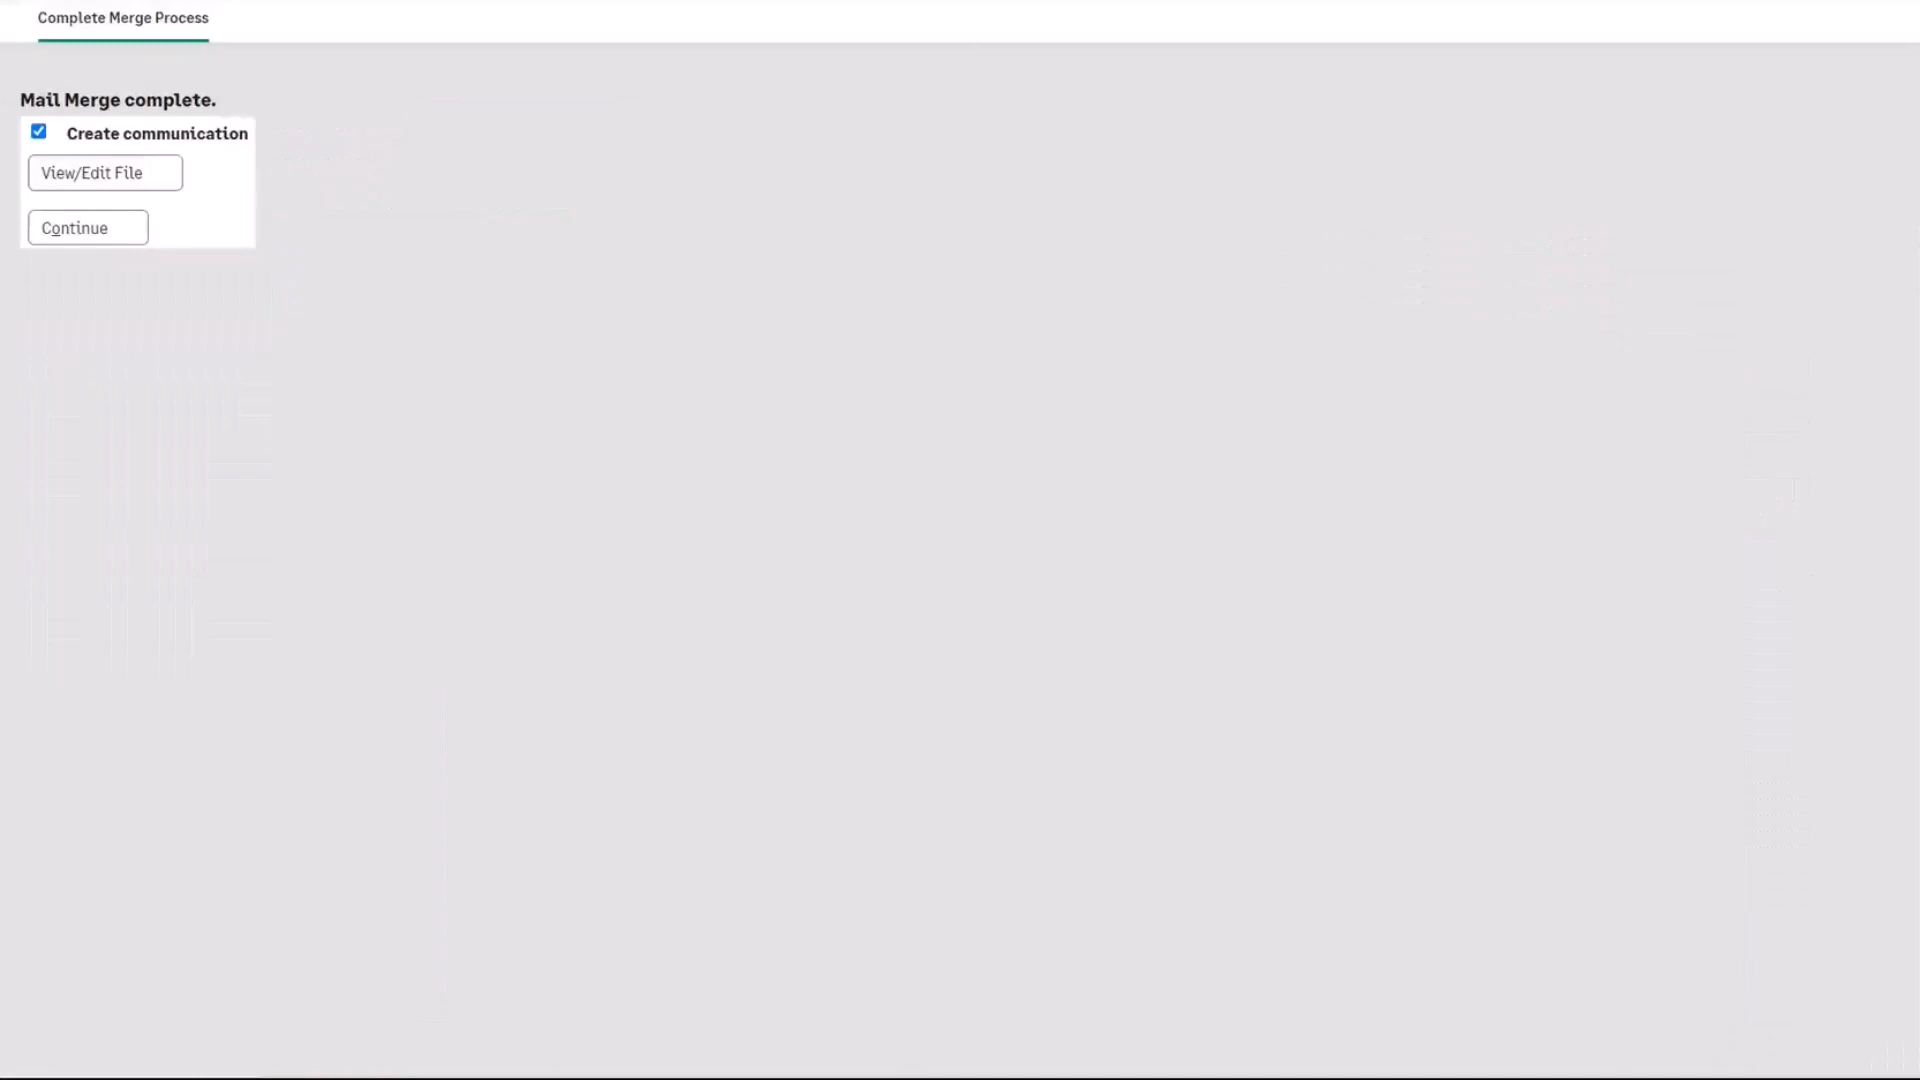 Complete Merge Process
Mail Merge complete.
Create communication
View/Edit File
Continue